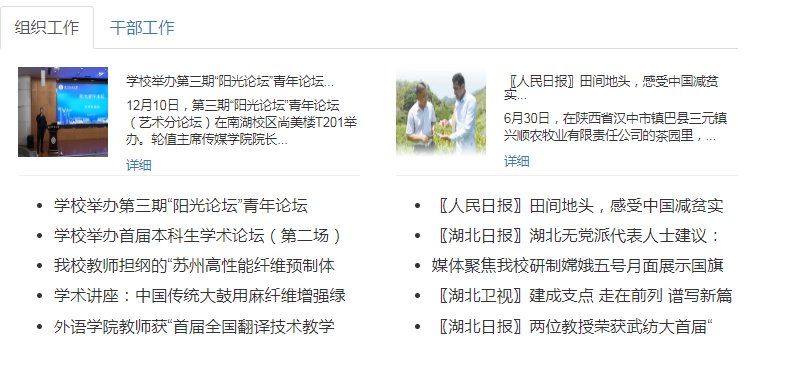 组织工作 干部工作
学校举办第三期“阳光论坛”青年论坛...
12月10日，第三期“阳光论坛”青年论坛
（艺术分论坛）在南湖校区尚美楼T201举
办。轮值主席传媒学院院长...
详细
学校举办第三期“阳光论坛”青年论坛
学校举办首届本科生学术论坛（第二场）
我校教师担纲的“苏州高性能纤维预制体
学术讲座：中国传统大鼓用麻纤维增强绿
外语学院教师获“首届全国翻译技术教学
〖人民日报〗田间地头，感受中国减贫
实...
6月30日，在陕西省汉中市镇巴县三元镇
兴顺农牧业有限责任公司的茶园里，...
详细
〖人民日报〗田间地头，感受中国减贫实
〖湖北日报〗湖北无党派代表人士建议：
媒体聚焦我校研制嫦娥五号月面展示国旗
〖湖北卫视〗建成支点 走在前列 谱写新篇
〖湖北日报〗两位教授荣获武纺大首届“